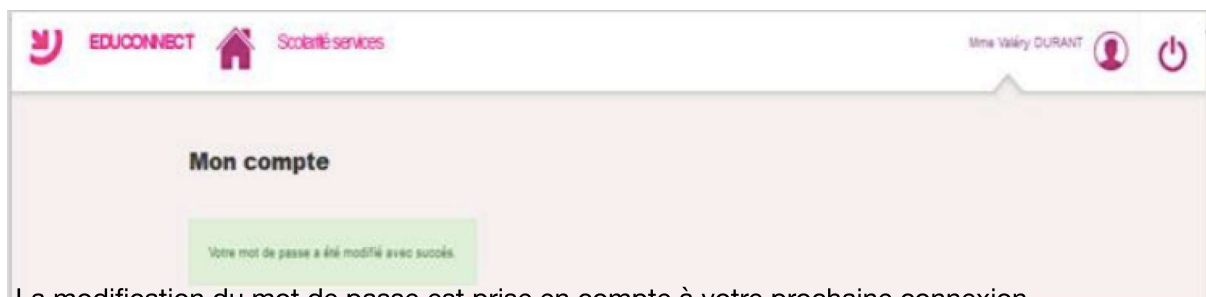 EDUCONNECT Scolarité services Mme Valéry DURANT
Mon compte
Votre mot de passe a été modifié avec succès.
La modification du mot de passe est prise en compte à votre prochaine connexion